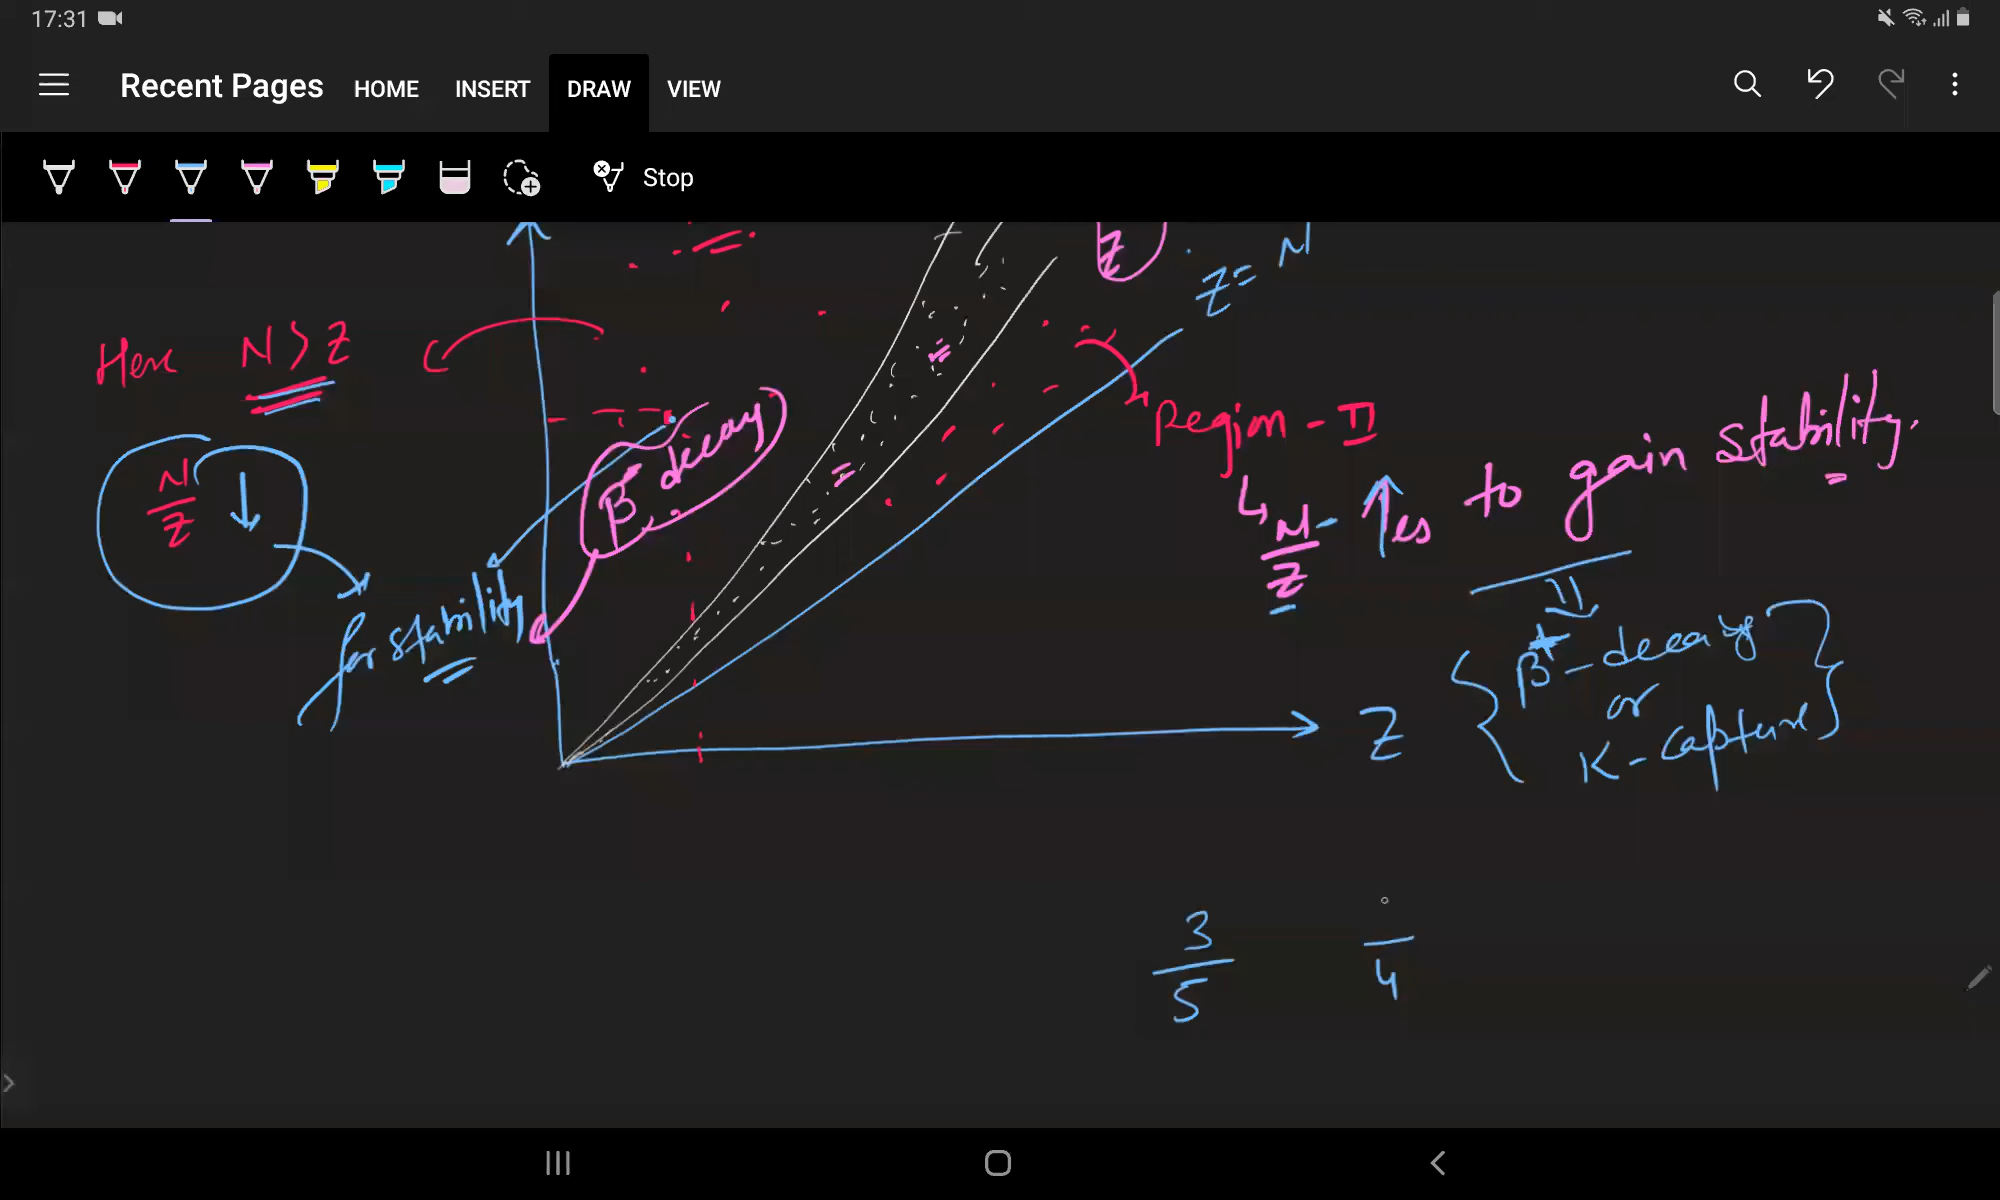 17:31
Recent Pages HOME INSERT DRAW VIEW
Stop
Z
Z = N
Here N > Z
Region - II
β- decay
N/Z ↓
for stability
N/Z - ↑es to gain stability.
β+ - decay
or
K - capture
Z
3/5
/4